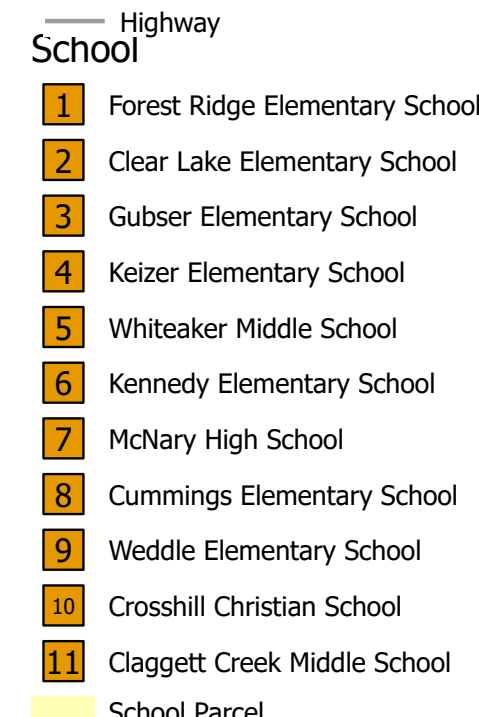 Highway
School
1 Forest Ridge Elementary School
2 Clear Lake Elementary School
3 Gubser Elementary School
4 Keizer Elementary School
5 Whiteaker Middle School
6 Kennedy Elementary School
7 McNary High School
8 Cummings Elementary School
9 Weddle Elementary School
10 Crosshill Christian School
11 Claggett Creek Middle School
School Parcel